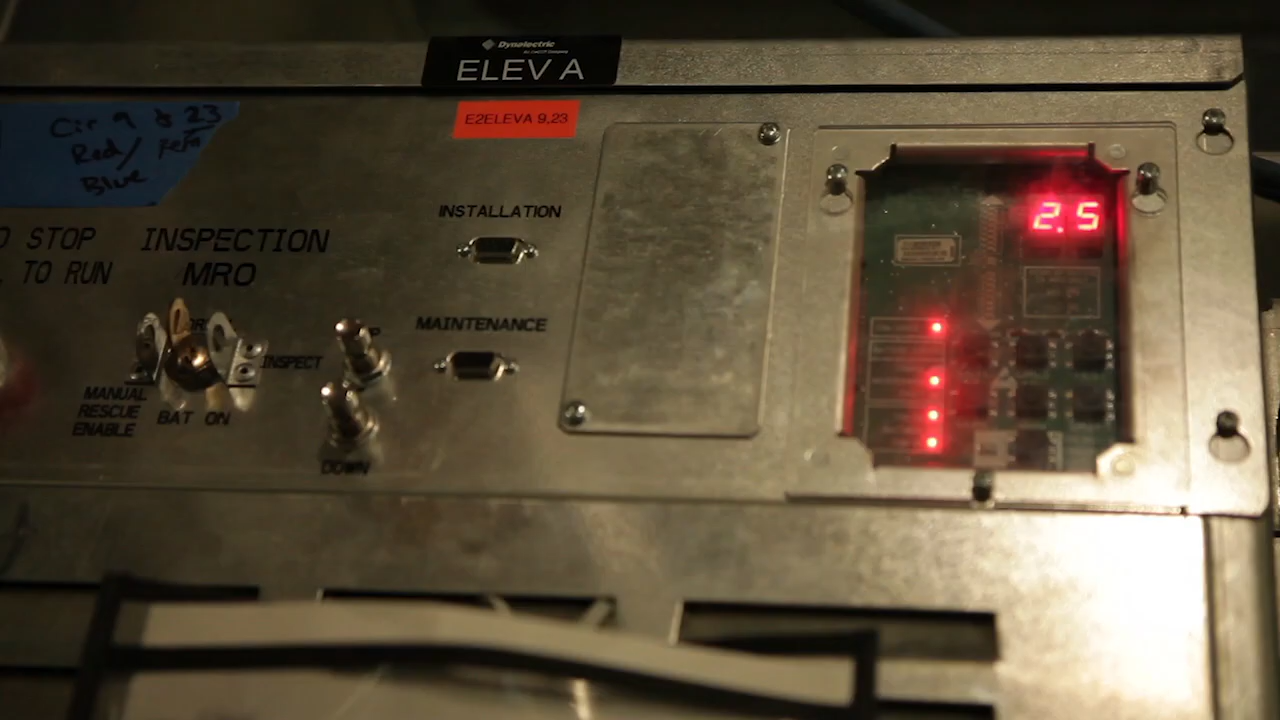 Dynalectric
ELEV A
E2ELEVA 9,23
Cir 9 & 23
Red/
Blue
STOP
TO RUN
INSPECTION
MRO
INSTALLATION
MAINTENANCE
INSPECT
MANUAL
RESCUE
ENABLE
BAT ON
DOWN
2.5